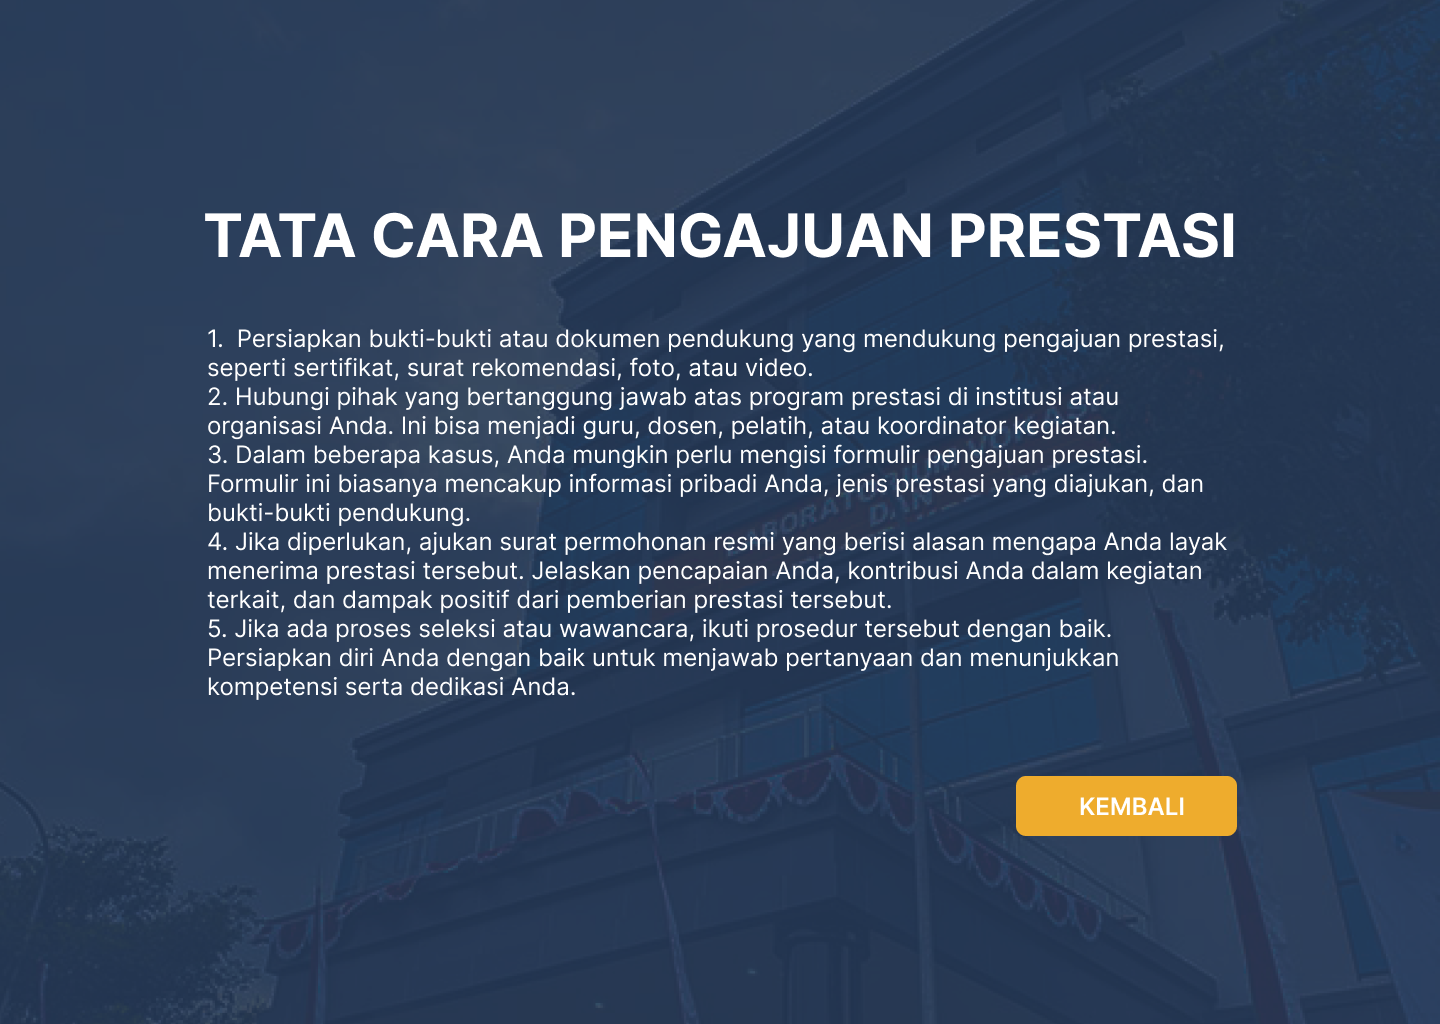 TATA CARA PENGAJUAN PRESTASI
1.  Persiapkan bukti-bukti atau dokumen pendukung yang mendukung pengajuan prestasi,
seperti sertifikat, surat rekomendasi, foto, atau video.
2. Hubungi pihak yang bertanggung jawab atas program prestasi di institusi atau
organisasi Anda. Ini bisa menjadi guru, dosen, pelatih, atau koordinator kegiatan.
3. Dalam beberapa kasus, Anda mungkin perlu mengisi formulir pengajuan prestasi.
Formulir ini biasanya mencakup informasi pribadi Anda, jenis prestasi yang diajukan, dan
bukti-bukti pendukung.
4. Jika diperlukan, ajukan surat permohonan resmi yang berisi alasan mengapa Anda layak
menerima prestasi tersebut. Jelaskan pencapaian Anda, kontribusi Anda dalam kegiatan
terkait, dan dampak positif dari pemberian prestasi tersebut.
5. Jika ada proses seleksi atau wawancara, ikuti prosedur tersebut dengan baik.
Persiapkan diri Anda dengan baik untuk menjawab pertanyaan dan menunjukkan
kompetensi serta dedikasi Anda.
KEMBALI